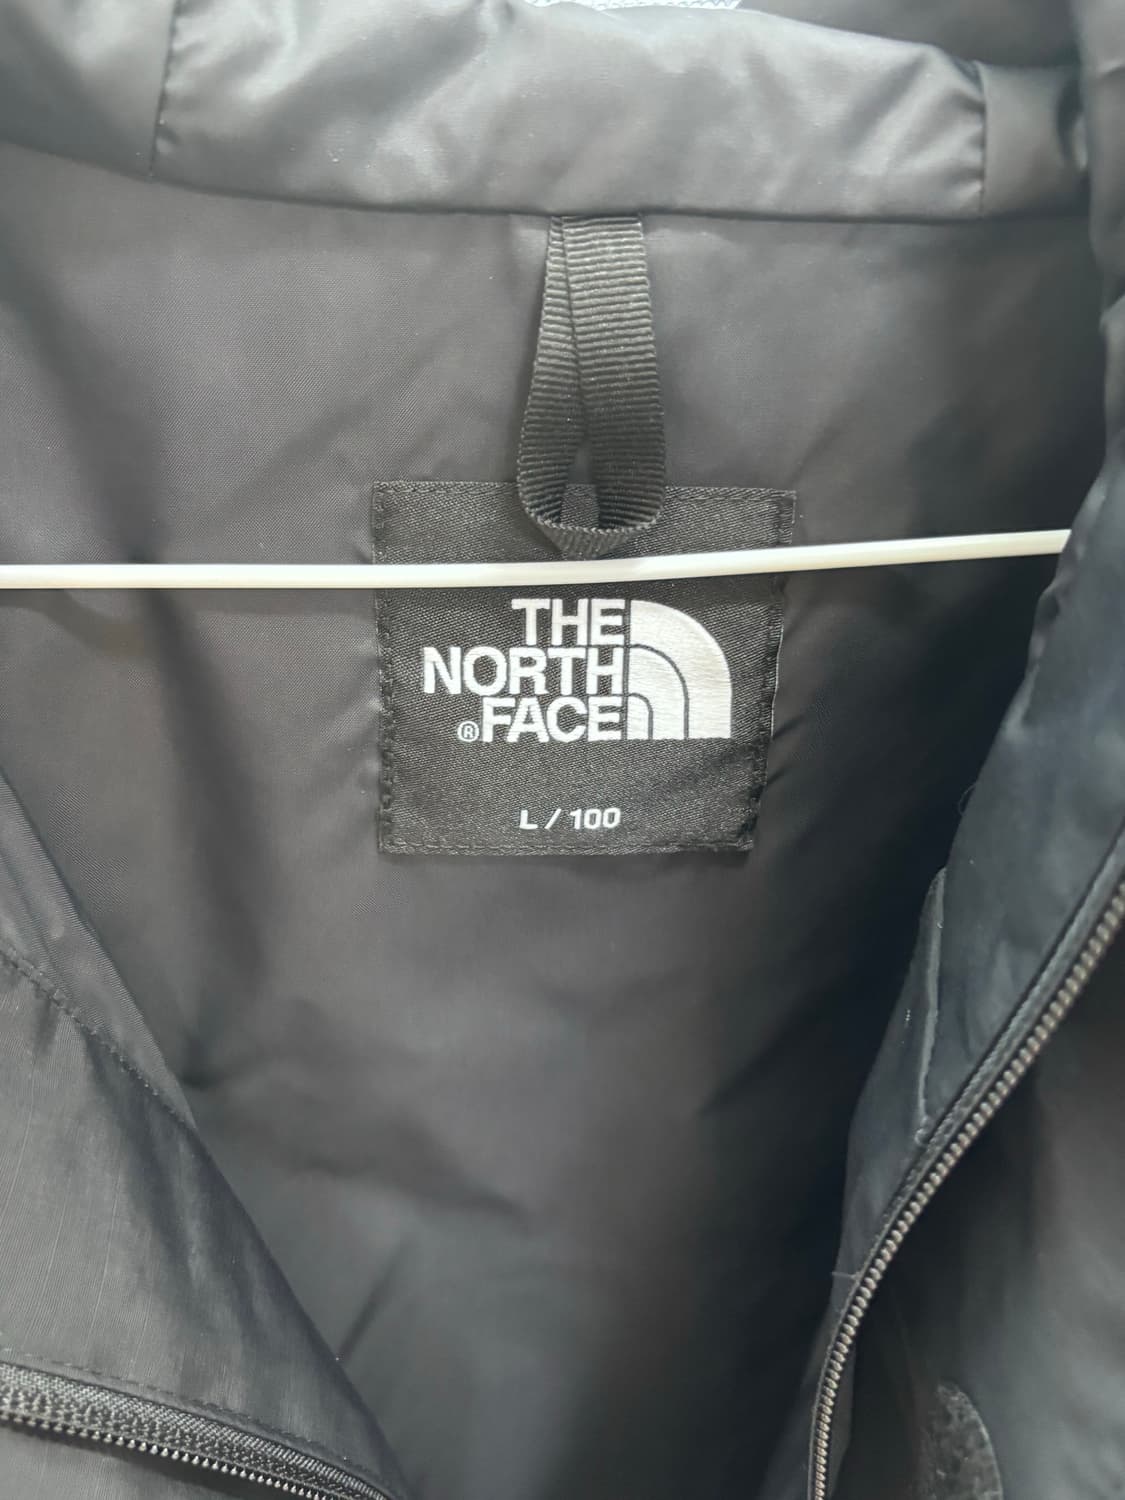 THE
NORTH
®FACE
L / 100